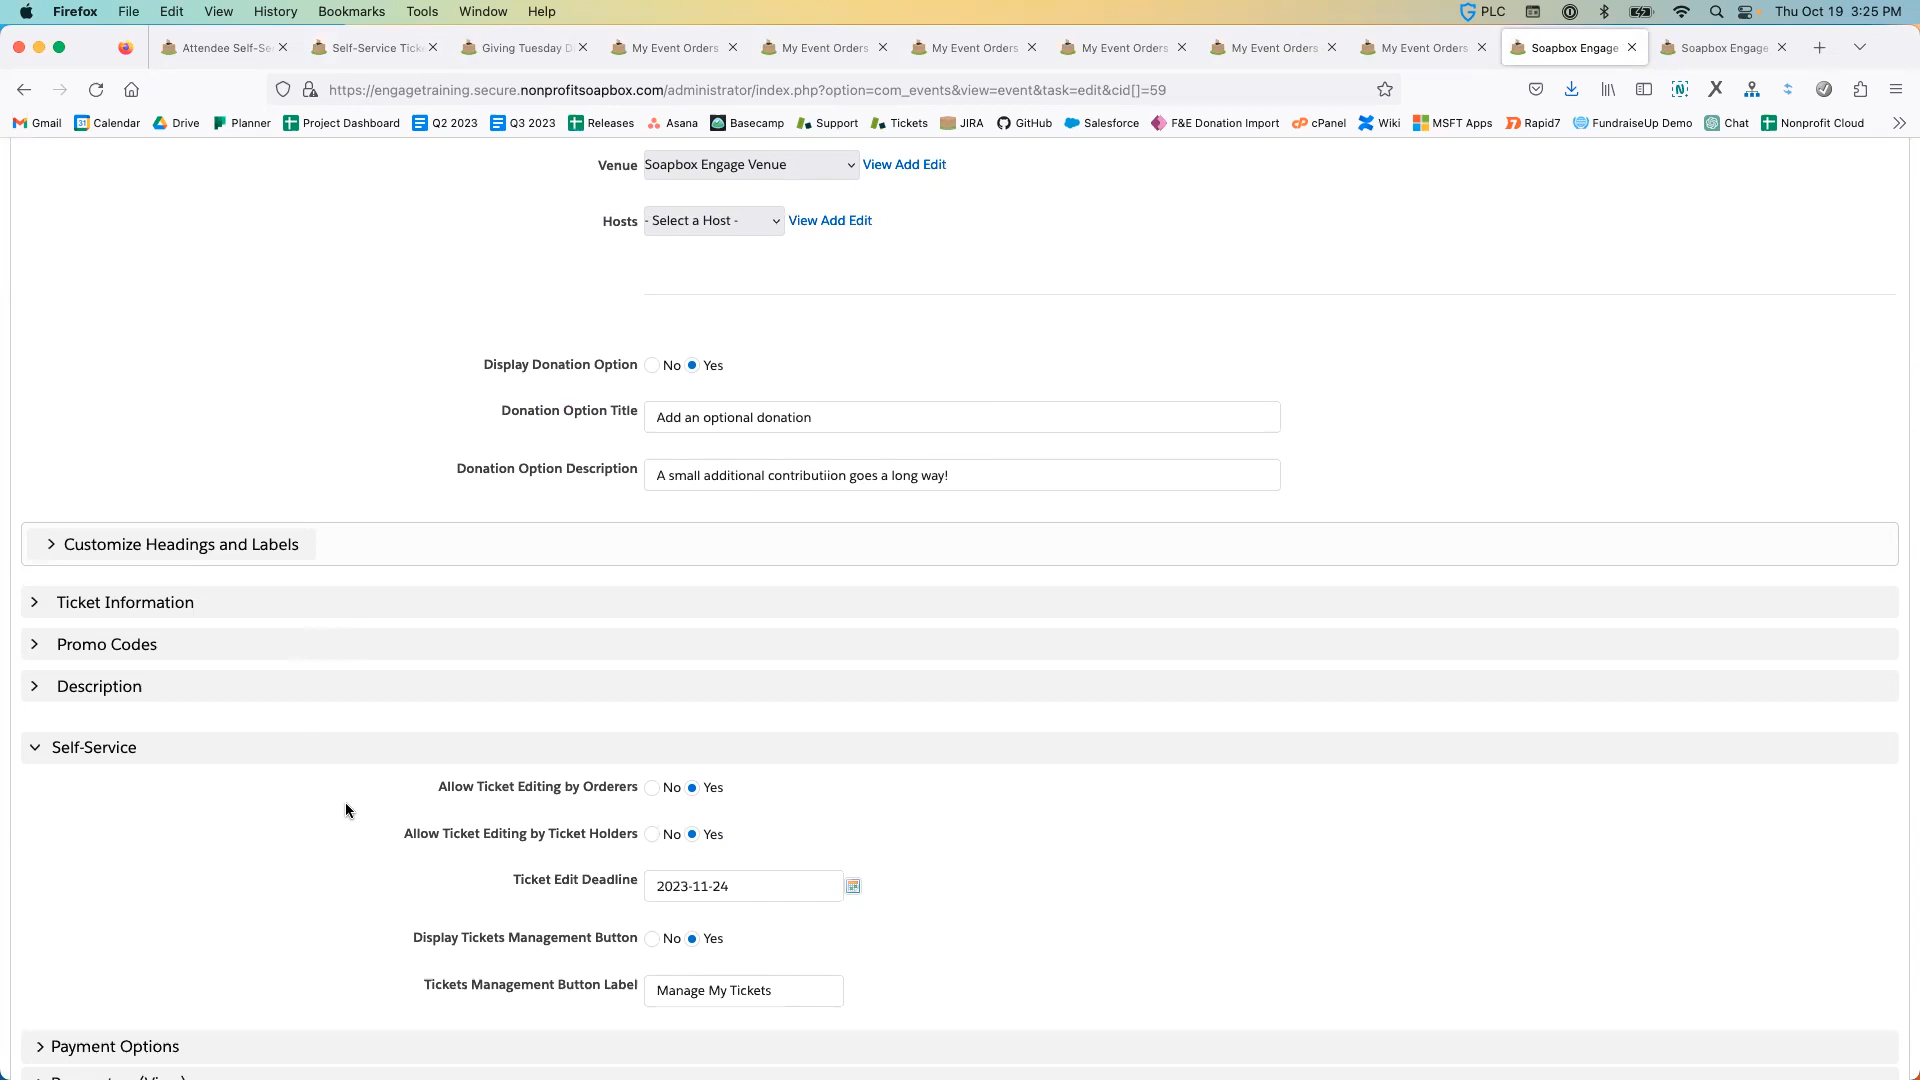 Firefox File Edit View History Bookmarks Tools Window Help PLC Thu Oct 19 3:25 PM
Attendee Self-Se Self-Service Tick Giving Tuesday D My Event Orders My Event Orders My Event Orders My Event Orders My Event Orders My Event Orders Soapbox Engage Soapbox Engage
https://engagetraining.secure.nonprofitsoapbox.com/administrator/index.php?option=com_events&view=event&task=edit&cid[]=59
Gmail Calendar Drive Planner Project Dashboard Q2 2023 Q3 2023 Releases Asana Basecamp Support Tickets JIRA GitHub Salesforce F&E Donation Import cPanel Wiki MSFT Apps Rapid7 FundraiseUp Demo Chat Nonprofit Cloud
Venue Soapbox Engage Venue View Add Edit
Hosts - Select a Host - View Add Edit
Display Donation Option No Yes
Donation Option Title Add an optional donation
Donation Option Description A small additional contributiion goes a long way!
Customize Headings and Labels
Ticket Information
Promo Codes
Description
Self-Service
Allow Ticket Editing by Orderers No Yes
Allow Ticket Editing by Ticket Holders No Yes
Ticket Edit Deadline 2023-11-24
Display Tickets Management Button No Yes
Tickets Management Button Label Manage My Tickets
Payment Options